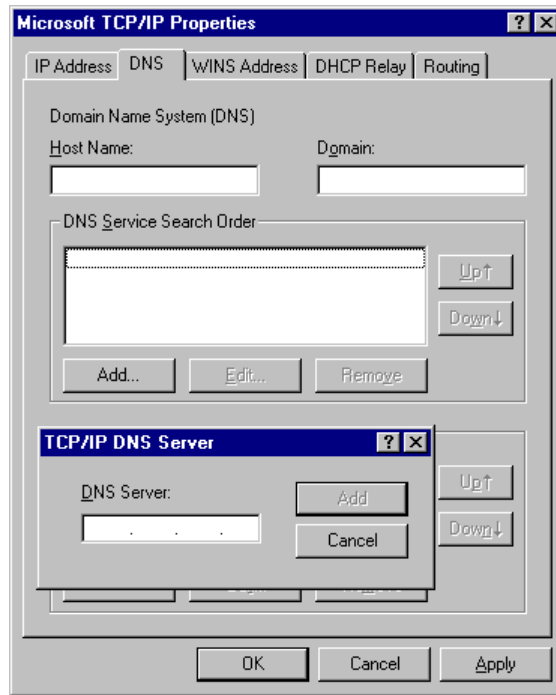 Microsoft TCP/IP Properties
IP Address DNS WINS Address DHCP Relay Routing
Domain Name System (DNS)
Host Name: Domain:
DNS Service Search Order
Up↑
Down↓
Add... Edit... Remove
TCP/IP DNS Server
DNS Server:
. . .
Add
Cancel
Up↑
Down↓
OK Cancel Apply